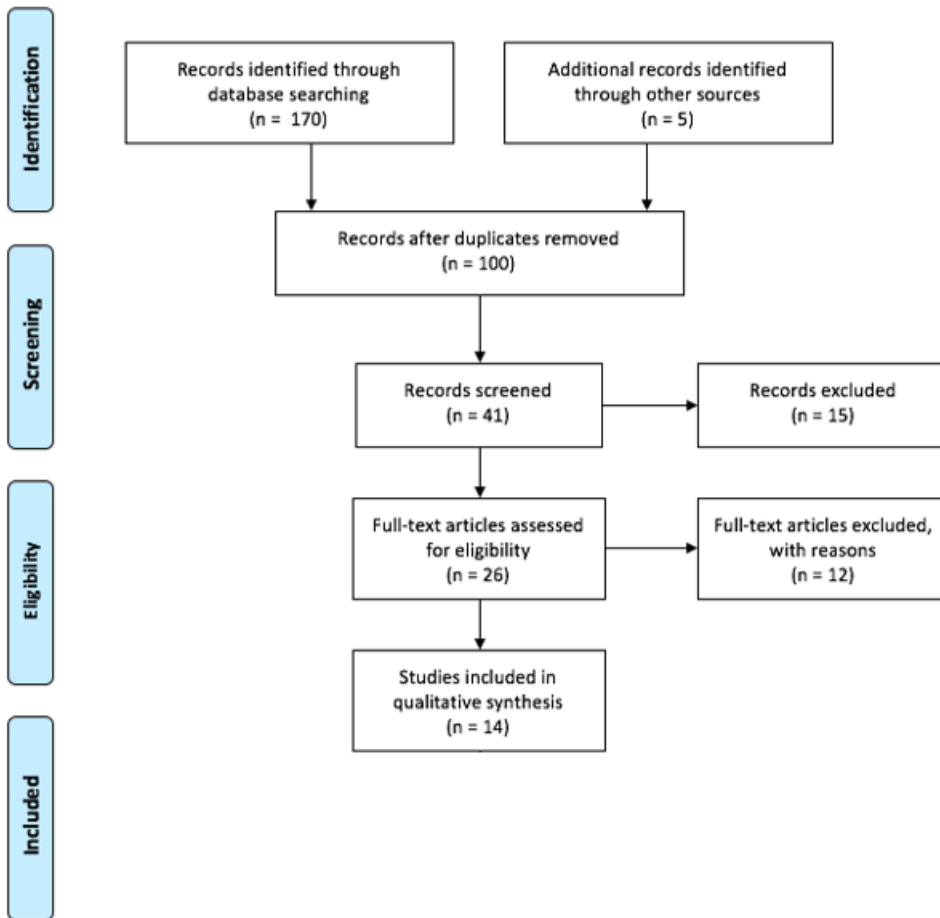 Identification
Records identified through
database searching
(n = 170)
Additional records identified
through other sources
(n = 5)
Records after duplicates removed
(n = 100)
Screening
Records screened
(n = 41)
Records excluded
(n = 15)
Eligibility
Full-text articles assessed
for eligibility
(n = 26)
Full-text articles excluded,
with reasons
(n = 12)
Studies included in
qualitative synthesis
(n = 14)
Included